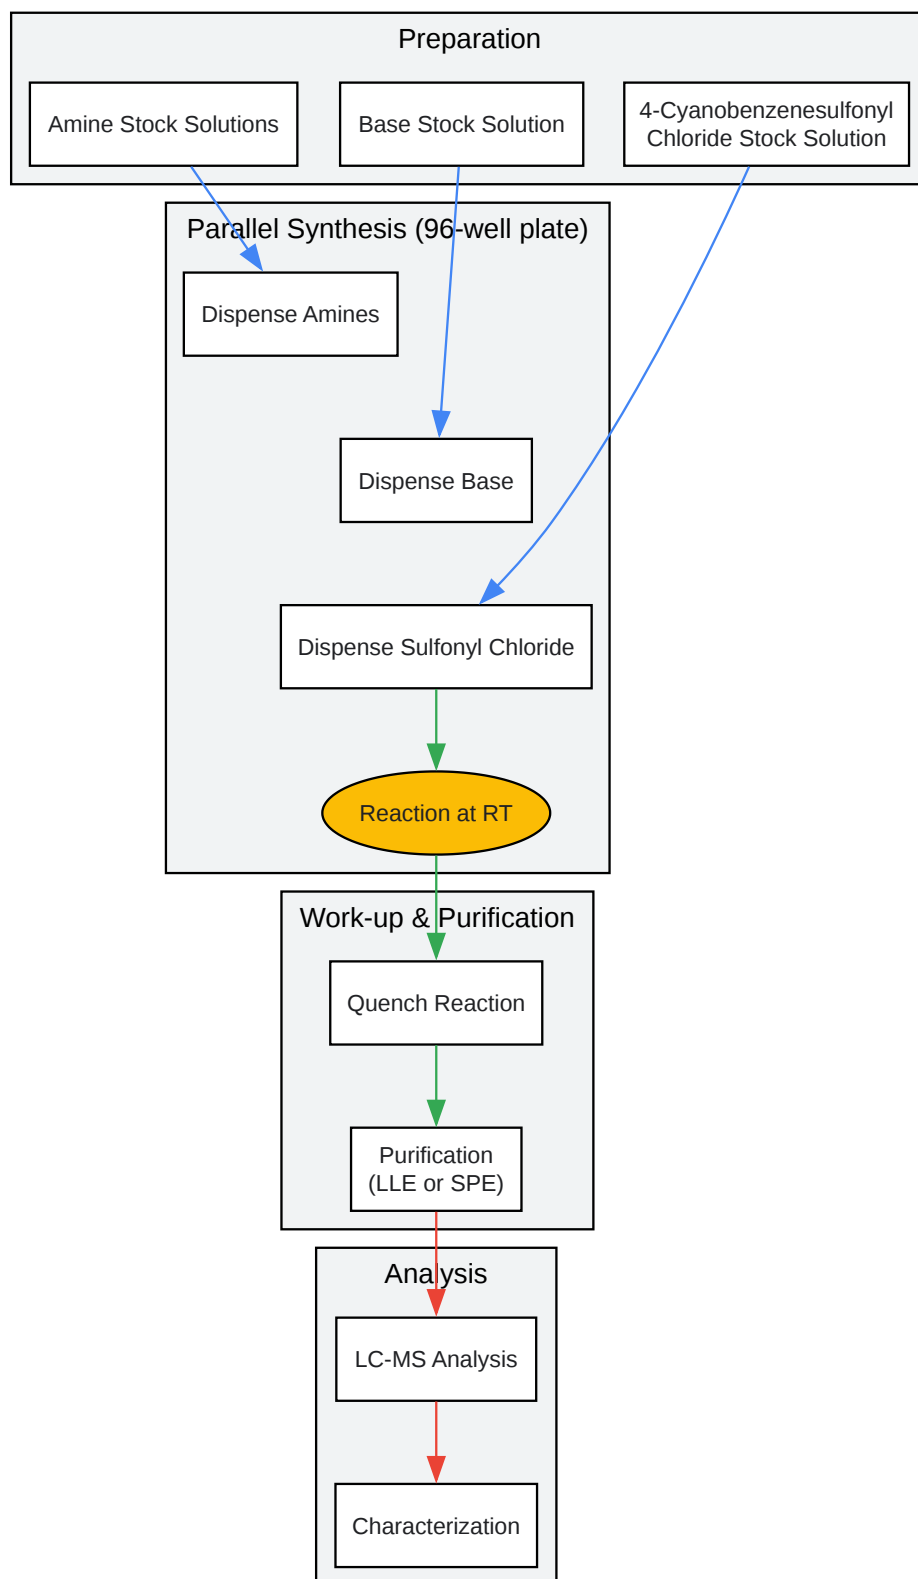 Preparation
Amine Stock Solutions
Base Stock Solution
4-Cyanobenzenesulfonyl
Chloride Stock Solution
Parallel Synthesis (96-well plate)
Dispense Amines
Dispense Base
Dispense Sulfonyl Chloride
Reaction at RT
Work-up & Purification
Quench Reaction
Purification
(LLE or SPE)
Analysis
LC-MS Analysis
Characterization